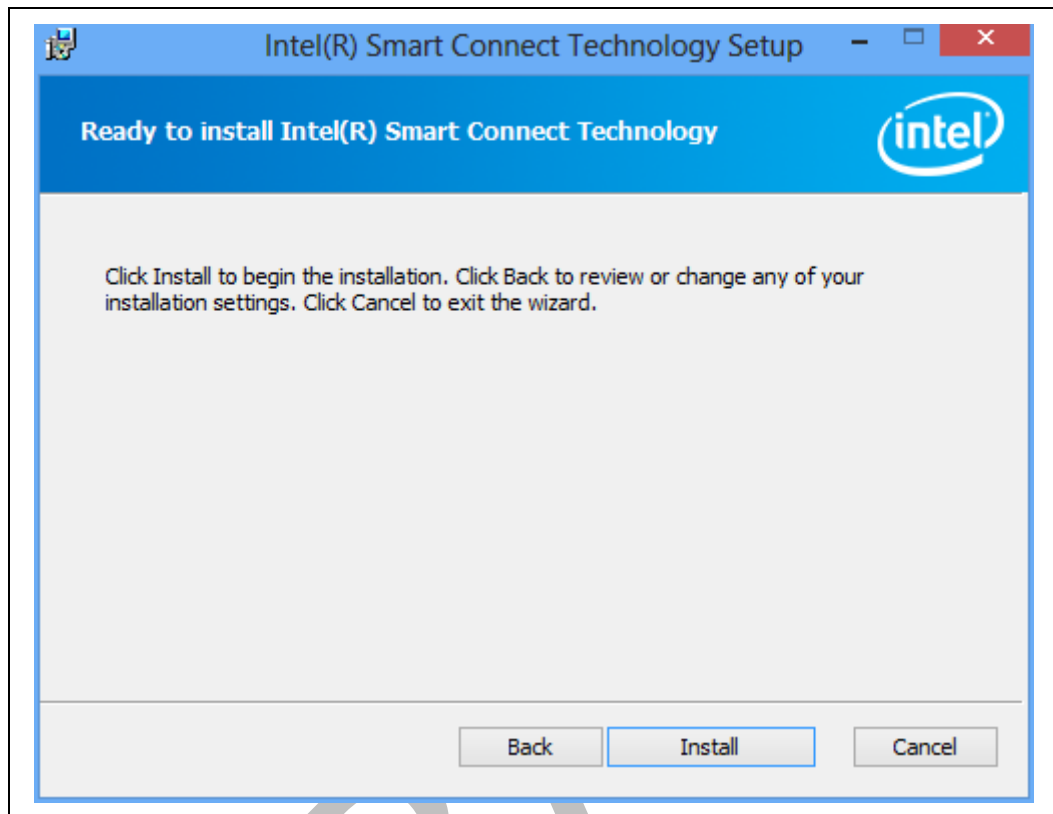 Intel(R) Smart Connect Technology Setup
Ready to install Intel(R) Smart Connect Technology
intel
Click Install to begin the installation. Click Back to review or change any of your
installation settings. Click Cancel to exit the wizard.
Back Install Cancel